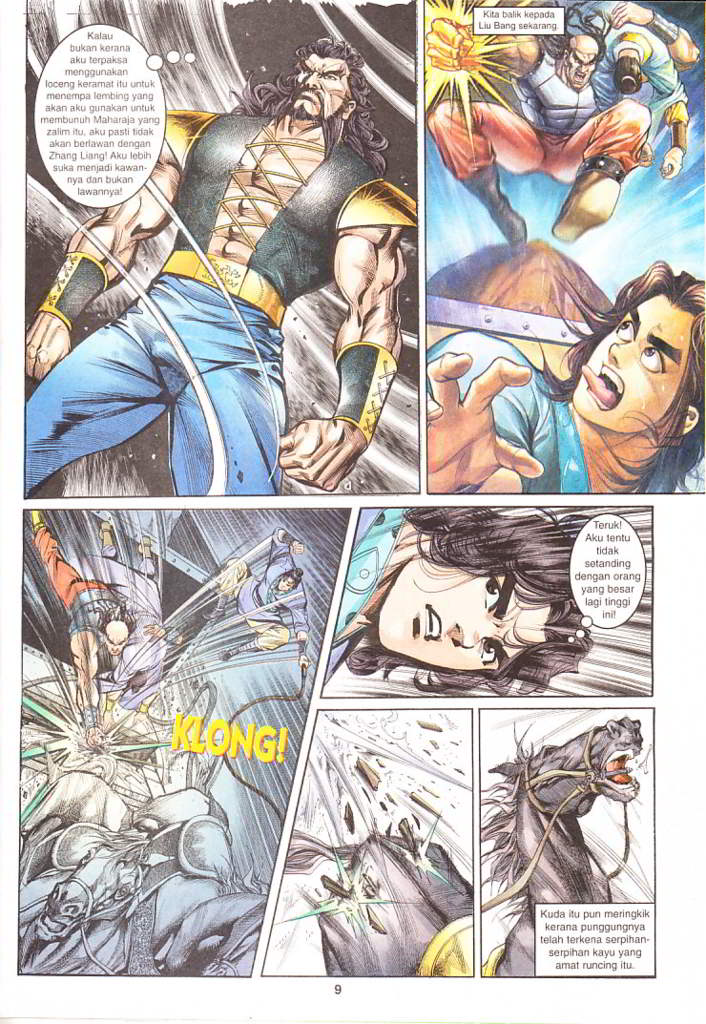 Kalau
bukan kerana
aku terpaksa
menggunakan
loceng keramat itu untuk
menempa lembing yang
akan aku gunakan untuk
membunuh Maharaja yang
zalim itu, aku pasti tidak
akan berlawan dengan
Zhang Liang! Aku lebih
suka menjadi kawan-
nya dan bukan
lawannya!
Kita balik kepada
Liu Bang sekarang.
KLONG!
Teruk!
Aku tentu
tidak
setanding
dengan orang
yang besar
lagi tinggi
ini!
Kuda itu pun meringkik
kerana punggungnya
telah terkena serpihan-
serpihan kayu yang
amat runcing itu.
9